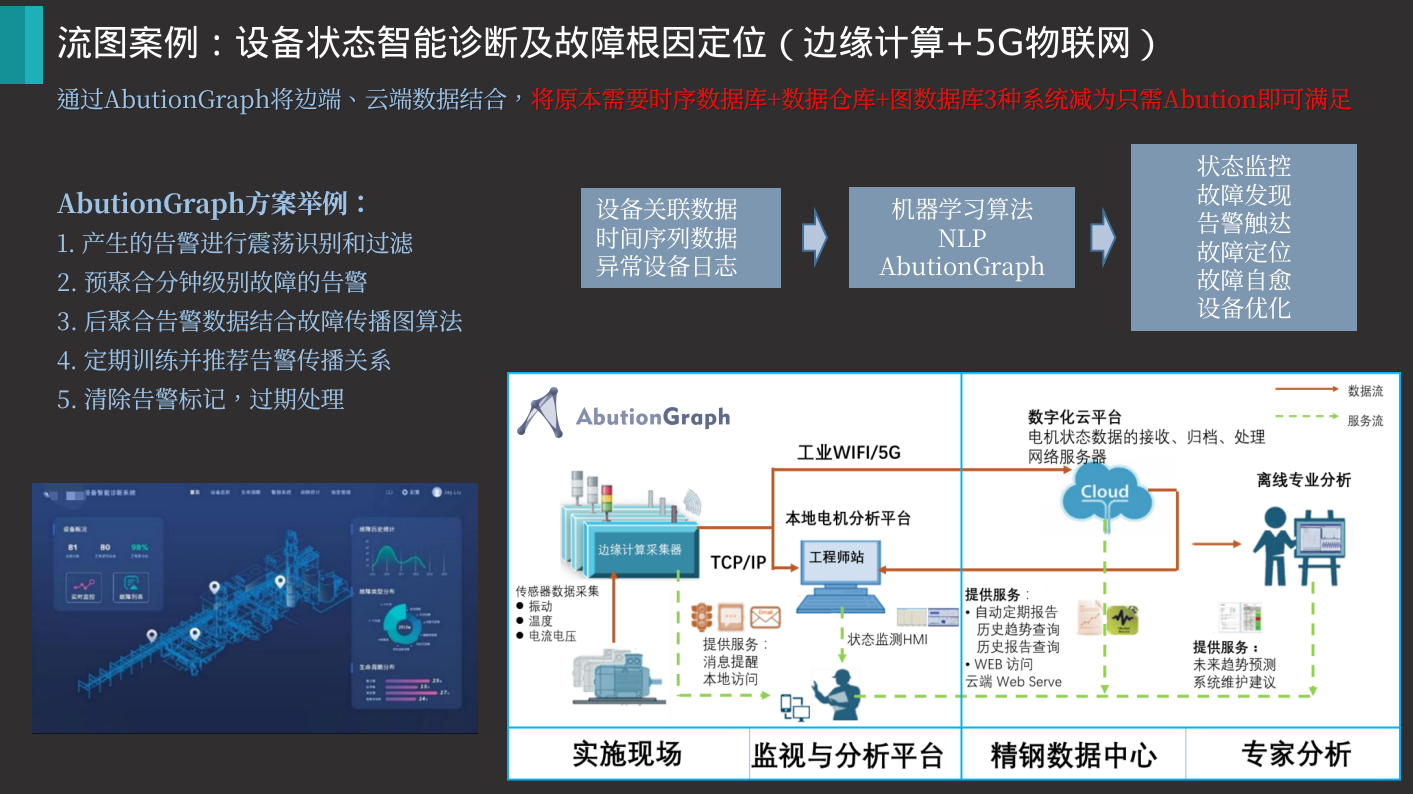 流图案例：设备状态智能诊断及故障根因定位（边缘计算+5G物联网）
通过AbutionGraph将边端、云端数据结合，将原本需要时序数据库+数据仓库+图数据库3种系统减为只需Abution即可满足
AbutionGraph方案举例：
1. 产生的告警进行震荡识别和过滤
2. 预聚合分钟级别故障的告警
3. 后聚合告警数据结合故障传播图算法
4. 定期训练并推荐告警传播关系
5. 清除告警标记，过期处理
设备关联数据
时间序列数据
异常设备日志
机器学习算法
NLP
AbutionGraph
状态监控
故障发现
告警触达
故障定位
故障自愈
设备优化
设备智能诊断系统
设备概况
81
80
98%
实时监控
故障列表
故障历史统计
故障类型分布
生命周期分布
AbutionGraph
数据流
服务流
数字化云平台
电机状态数据的接收、归档、处理
网络服务器
工业WIFI/5G
Cloud
离线专业分析
本地电机分析平台
边缘计算采集器
TCP/IP
工程师站
传感器数据采集
● 振动
● 温度
● 电流电压
Email
提供服务：
消息提醒
本地访问
状态监测HMI
提供服务：
• 自动定期报告
历史趋势查询
历史报告查询
• WEB 访问
云端 Web Serve
提供服务：
未来趋势预测
系统维护建议
实施现场
监视与分析平台
精钢数据中心
专家分析